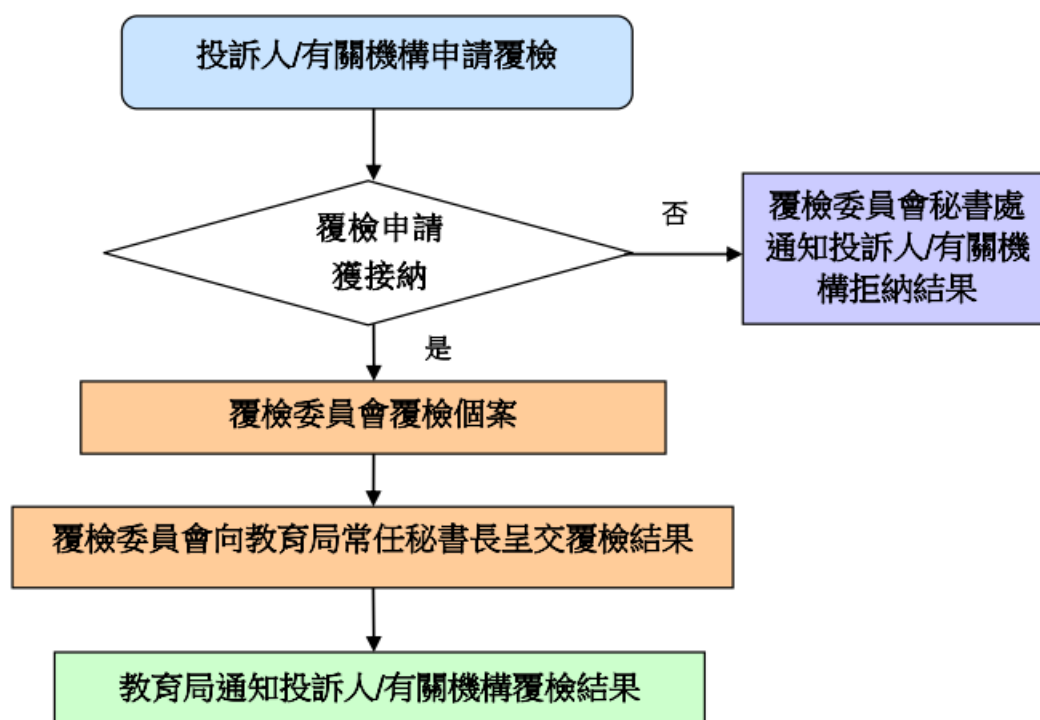 投訴人/有關機構申請覆檢
覆檢申請
獲接納
否
覆檢委員會秘書處
通知投訴人/有關機
構拒納結果
是
覆檢委員會覆檢個案
覆檢委員會向教育局常任秘書長呈交覆檢結果
教育局通知投訴人/有關機構覆檢結果